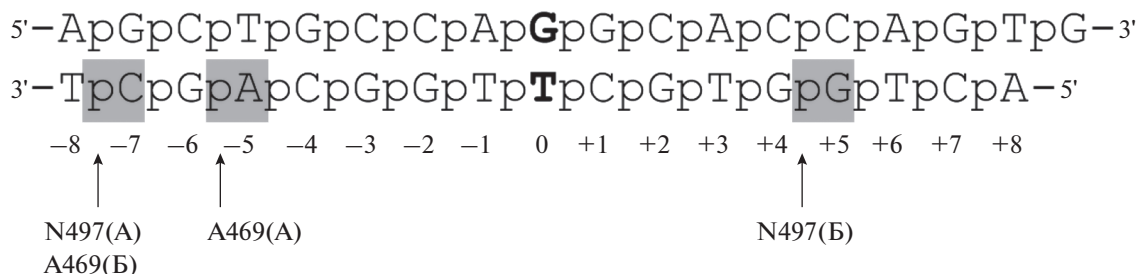 5'–ApGpCpTpGpCpCpApGpGpCpApCpCpApGpTpG–3'
3'–TpCpGpApCpGpGpTpTpCpGpTpGpGpTpCpA–5'
–8 –7 –6 –5 –4 –3 –2 –1 0 +1 +2 +3 +4 +5 +6 +7 +8
N497(А) A469(А) N497(Б)
A469(Б)